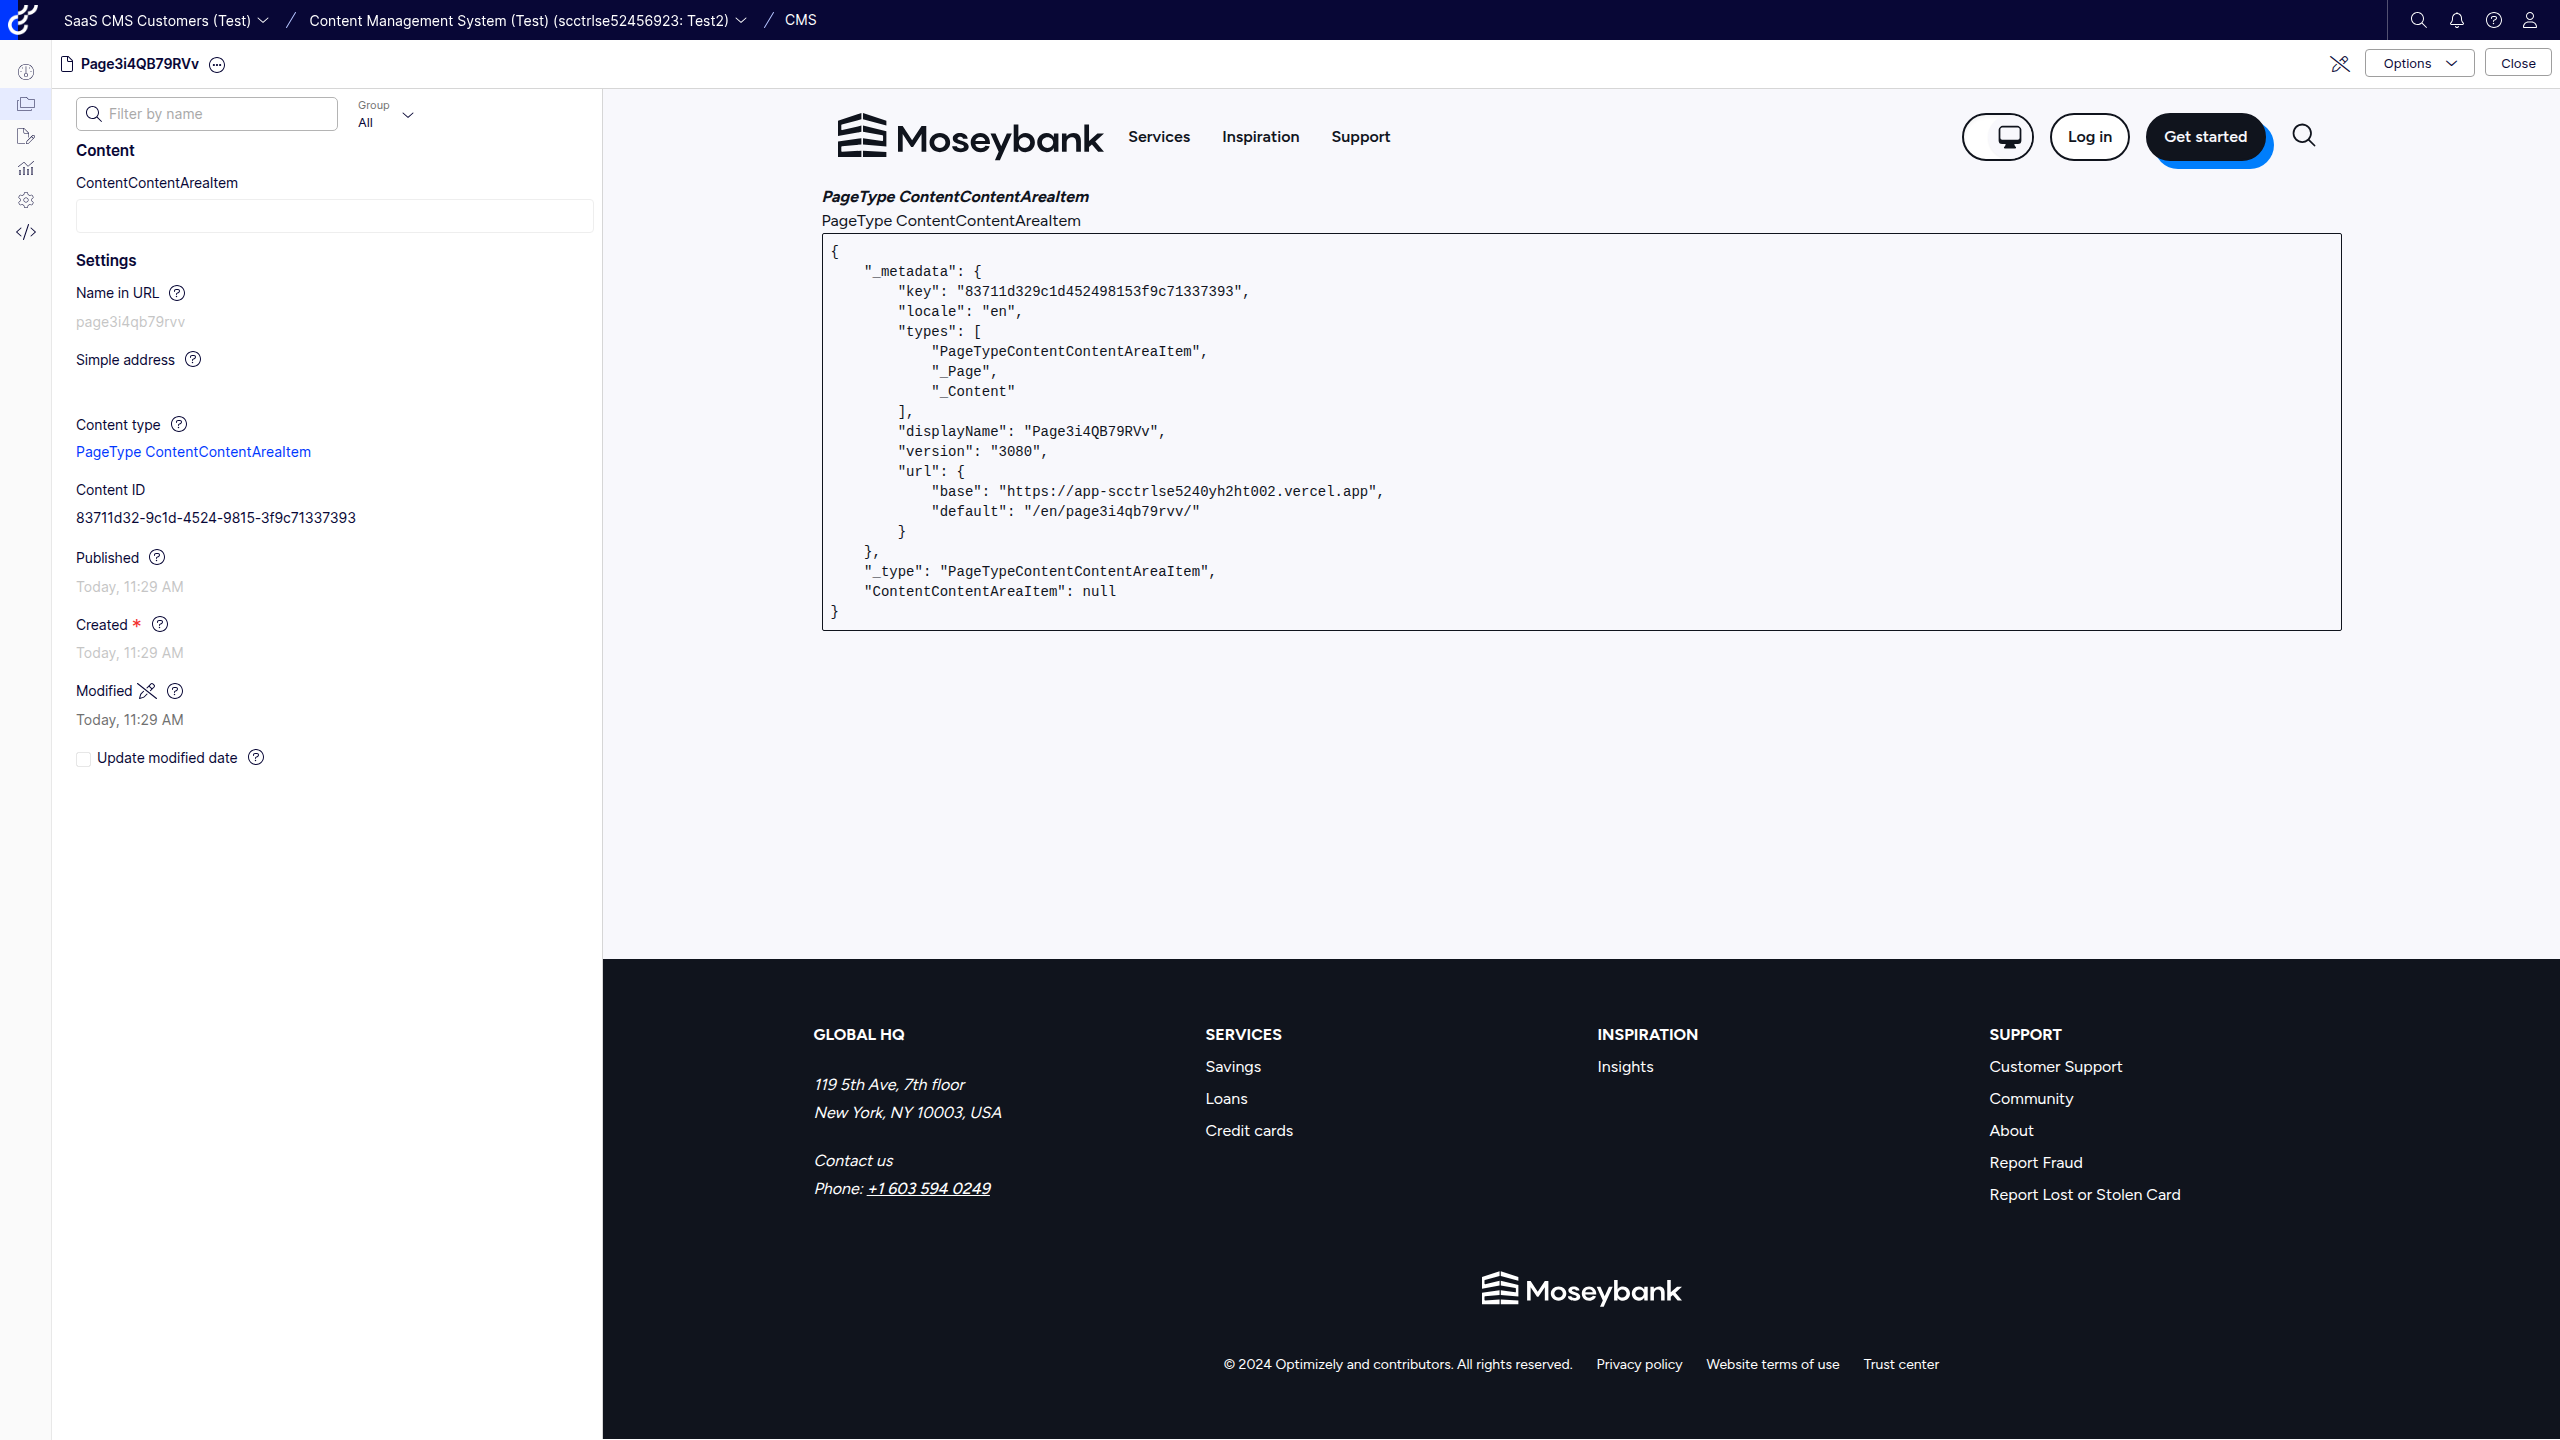 SaaS CMS Customers (Test) / Content Management System (Test) (scctrlse52456923: Test2) / CMS
Page3i4QB79RVv
Options
Close
Filter by name
Group
All
Content
ContentContentAreaItem
Settings
Name in URL
page3i4qb79rvv
Simple address
Content type
PageType ContentContentAreaItem
Content ID
83711d32-9c1d-4524-9815-3f9c71337393
Published
Today, 11:29 AM
Created *
Today, 11:29 AM
Modified
Today, 11:29 AM
Update modified date
Moseybank
Services
Inspiration
Support
Log in
Get started
PageType ContentContentAreaItem
PageType ContentContentAreaItem
{
    "_metadata": {
        "key": "83711d329c1d452498153f9c71337393",
        "locale": "en",
        "types": [
            "PageTypeContentContentAreaItem",
            "_Page",
            "_Content"
        ],
        "displayName": "Page3i4QB79RVv",
        "version": "3080",
        "url": {
            "base": "https://app-scctrlse5240yh2ht002.vercel.app",
            "default": "/en/page3i4qb79rvv/"
        }
    },
    "_type": "PageTypeContentContentAreaItem",
    "ContentContentAreaItem": null
}
GLOBAL HQ
119 5th Ave, 7th floor
New York, NY 10003, USA
Contact us
Phone: +1 603 594 0249
SERVICES
Savings
Loans
Credit cards
INSPIRATION
Insights
SUPPORT
Customer Support
Community
About
Report Fraud
Report Lost or Stolen Card
Moseybank
© 2024 Optimizely and contributors. All rights reserved. Privacy policy Website terms of use Trust center